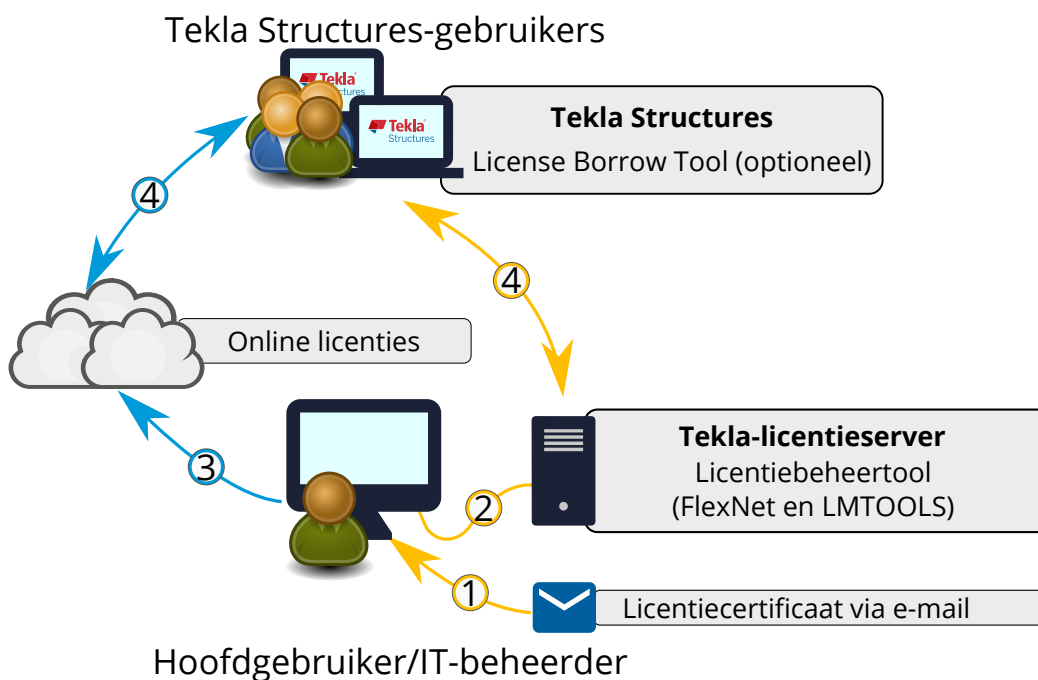 Tekla Structures-gebruikers
Tekla
Structures
Tekla
Structures
Tekla Structures
License Borrow Tool (optioneel)
4
4
Online licenties
3
2
Tekla-licentieserver
Licentiebeheertool
(FlexNet en LMTOOLS)
1
Licentiecertificaat via e-mail
Hoofdgebruiker/IT-beheerder